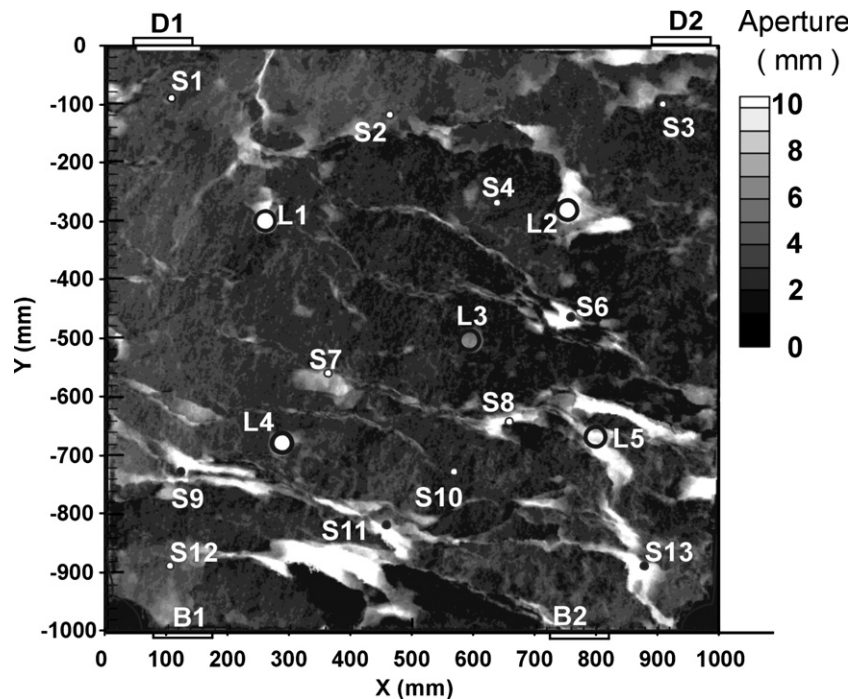 D1
D2
Aperture
( mm)
0
-100
-200
-300
-400
-500
-600
-700
-800
-900
-1000
Y (mm)
S1
S2
S3
S4
L1
L2
S6
L3
S7
S8
L4
L5
S9
S10
S11
S12
S13
B1
B2
10
8
6
4
2
0
0 100 200 300 400 500 600 700 800 900 1000
X (mm)